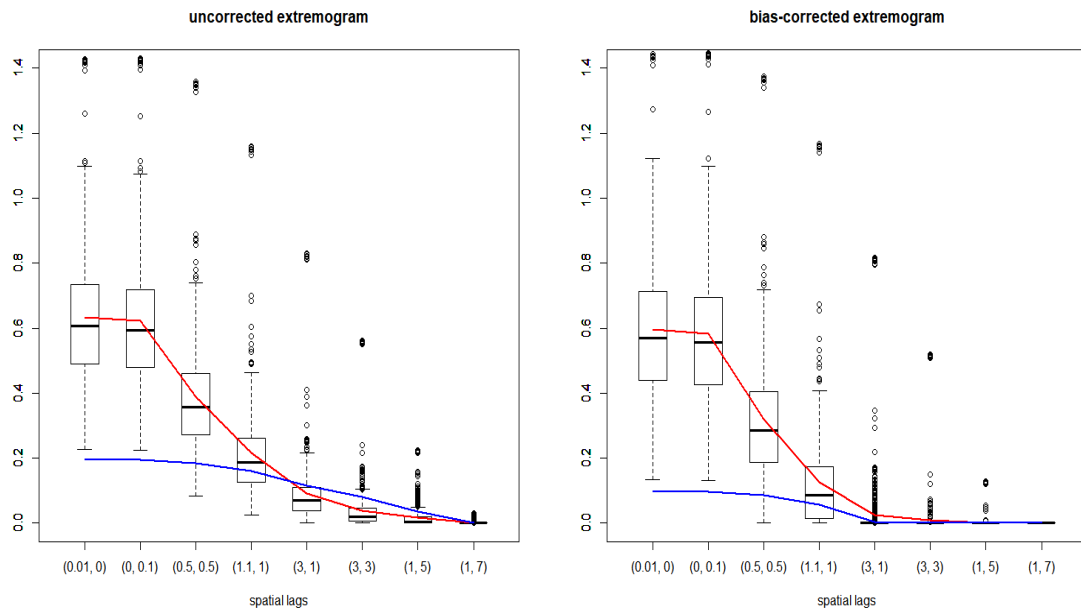 uncorrected extremogram
1.4
1.2
1.0
0.8
0.6
0.4
0.2
0.0
(0.01, 0) (0, 0.1) (0.5, 0.5) (1.1, 1) (3, 1) (3, 3) (1, 5) (1, 7)
spatial lags
bias-corrected extremogram
1.4
1.2
1.0
0.8
0.6
0.4
0.2
0.0
(0.01, 0) (0, 0.1) (0.5, 0.5) (1.1, 1) (3, 1) (3, 3) (1, 5) (1, 7)
spatial lags